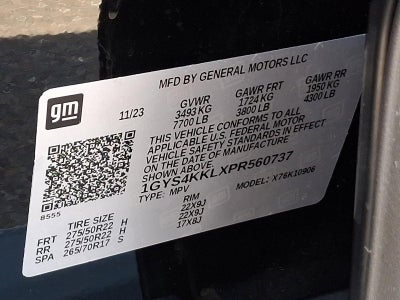 MFD BY GENERAL MOTORS LLC
gm
11/23 GVWR GAWR FRT GAWR RR
3493 KG 1724 KG 1950 KG
7700 LB 3800 LB 4300 LB
THIS VEHICLE CONFORMS TO ALL
APPLICABLE U.S. FEDERAL MOTOR
VEHICLE SAFETY STANDARDS IN EFFECT
ON THE DATE OF MANUFACTURE
SHOWN ABOVE.
1GYS4KKLXPR560737
TYPE: MPV MODEL: X76K10906
8555
TIRE SIZE RIM
FRT 275/50R22 H 22X9J
RR 275/50R22 H 22X9J
SPA 265/70R17 S 17X8J